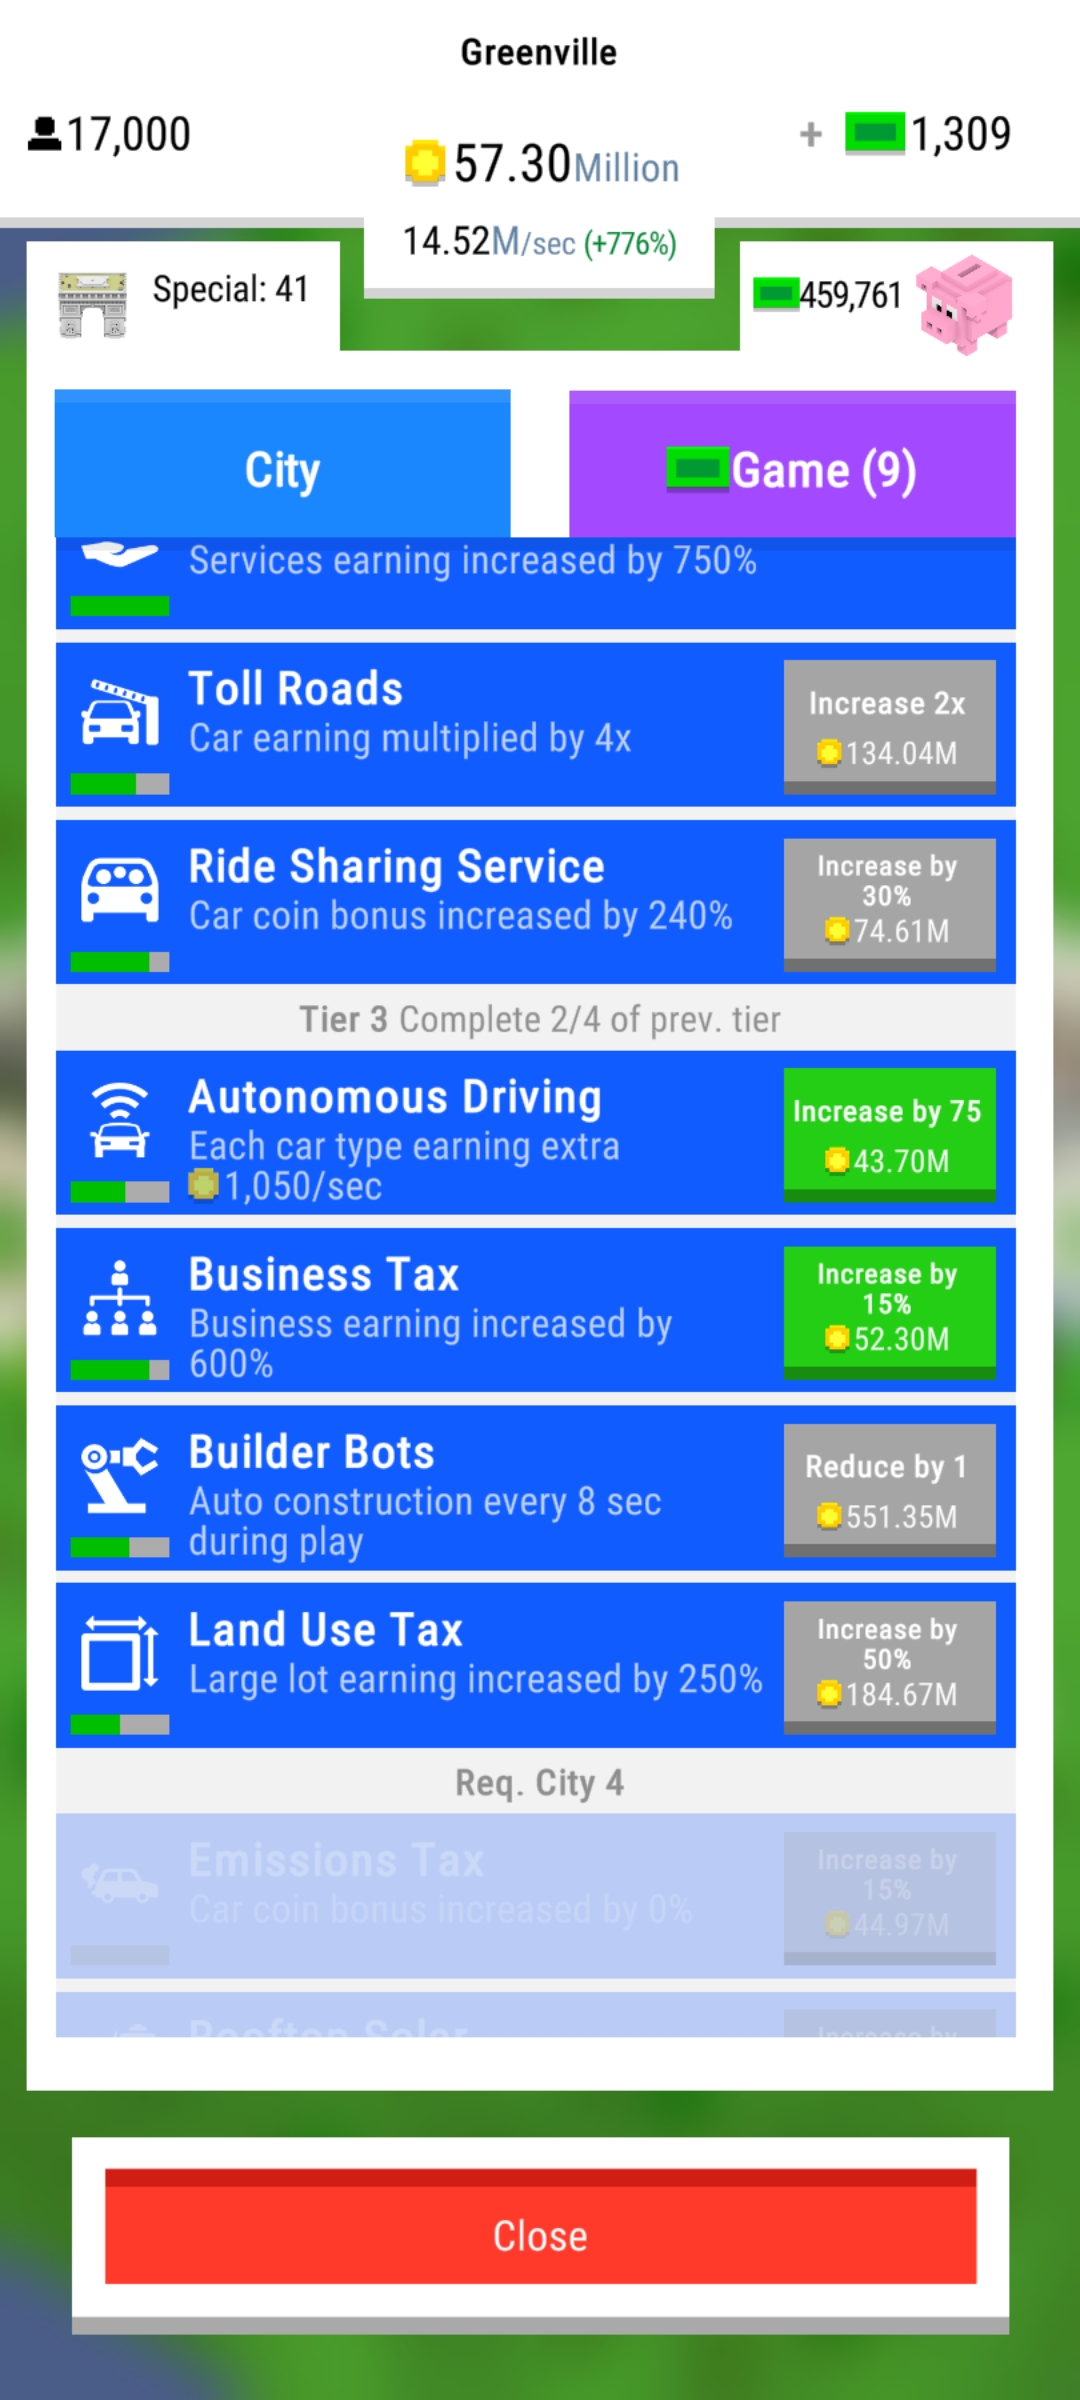 Greenville
17,000
57.30Million
+ 1,309
14.52M/sec (+776%)
Special: 41
459,761
City
Game (9)
Services earning increased by 750%
Toll Roads
Car earning multiplied by 4x
Increase 2x
134.04M
Ride Sharing Service
Car coin bonus increased by 240%
Increase by
30%
74.61M
Tier 3 Complete 2/4 of prev. tier
Autonomous Driving
Each car type earning extra
1,050/sec
Increase by 75
43.70M
Business Tax
Business earning increased by
600%
Increase by
15%
52.30M
Builder Bots
Auto construction every 8 sec
during play
Reduce by 1
551.35M
Land Use Tax
Large lot earning increased by 250%
Increase by
50%
184.67M
Req. City 4
Emissions Tax
Car coin bonus increased by 0%
Increase by
15%
44.97M
Rooftop Solar
Increase by
Close